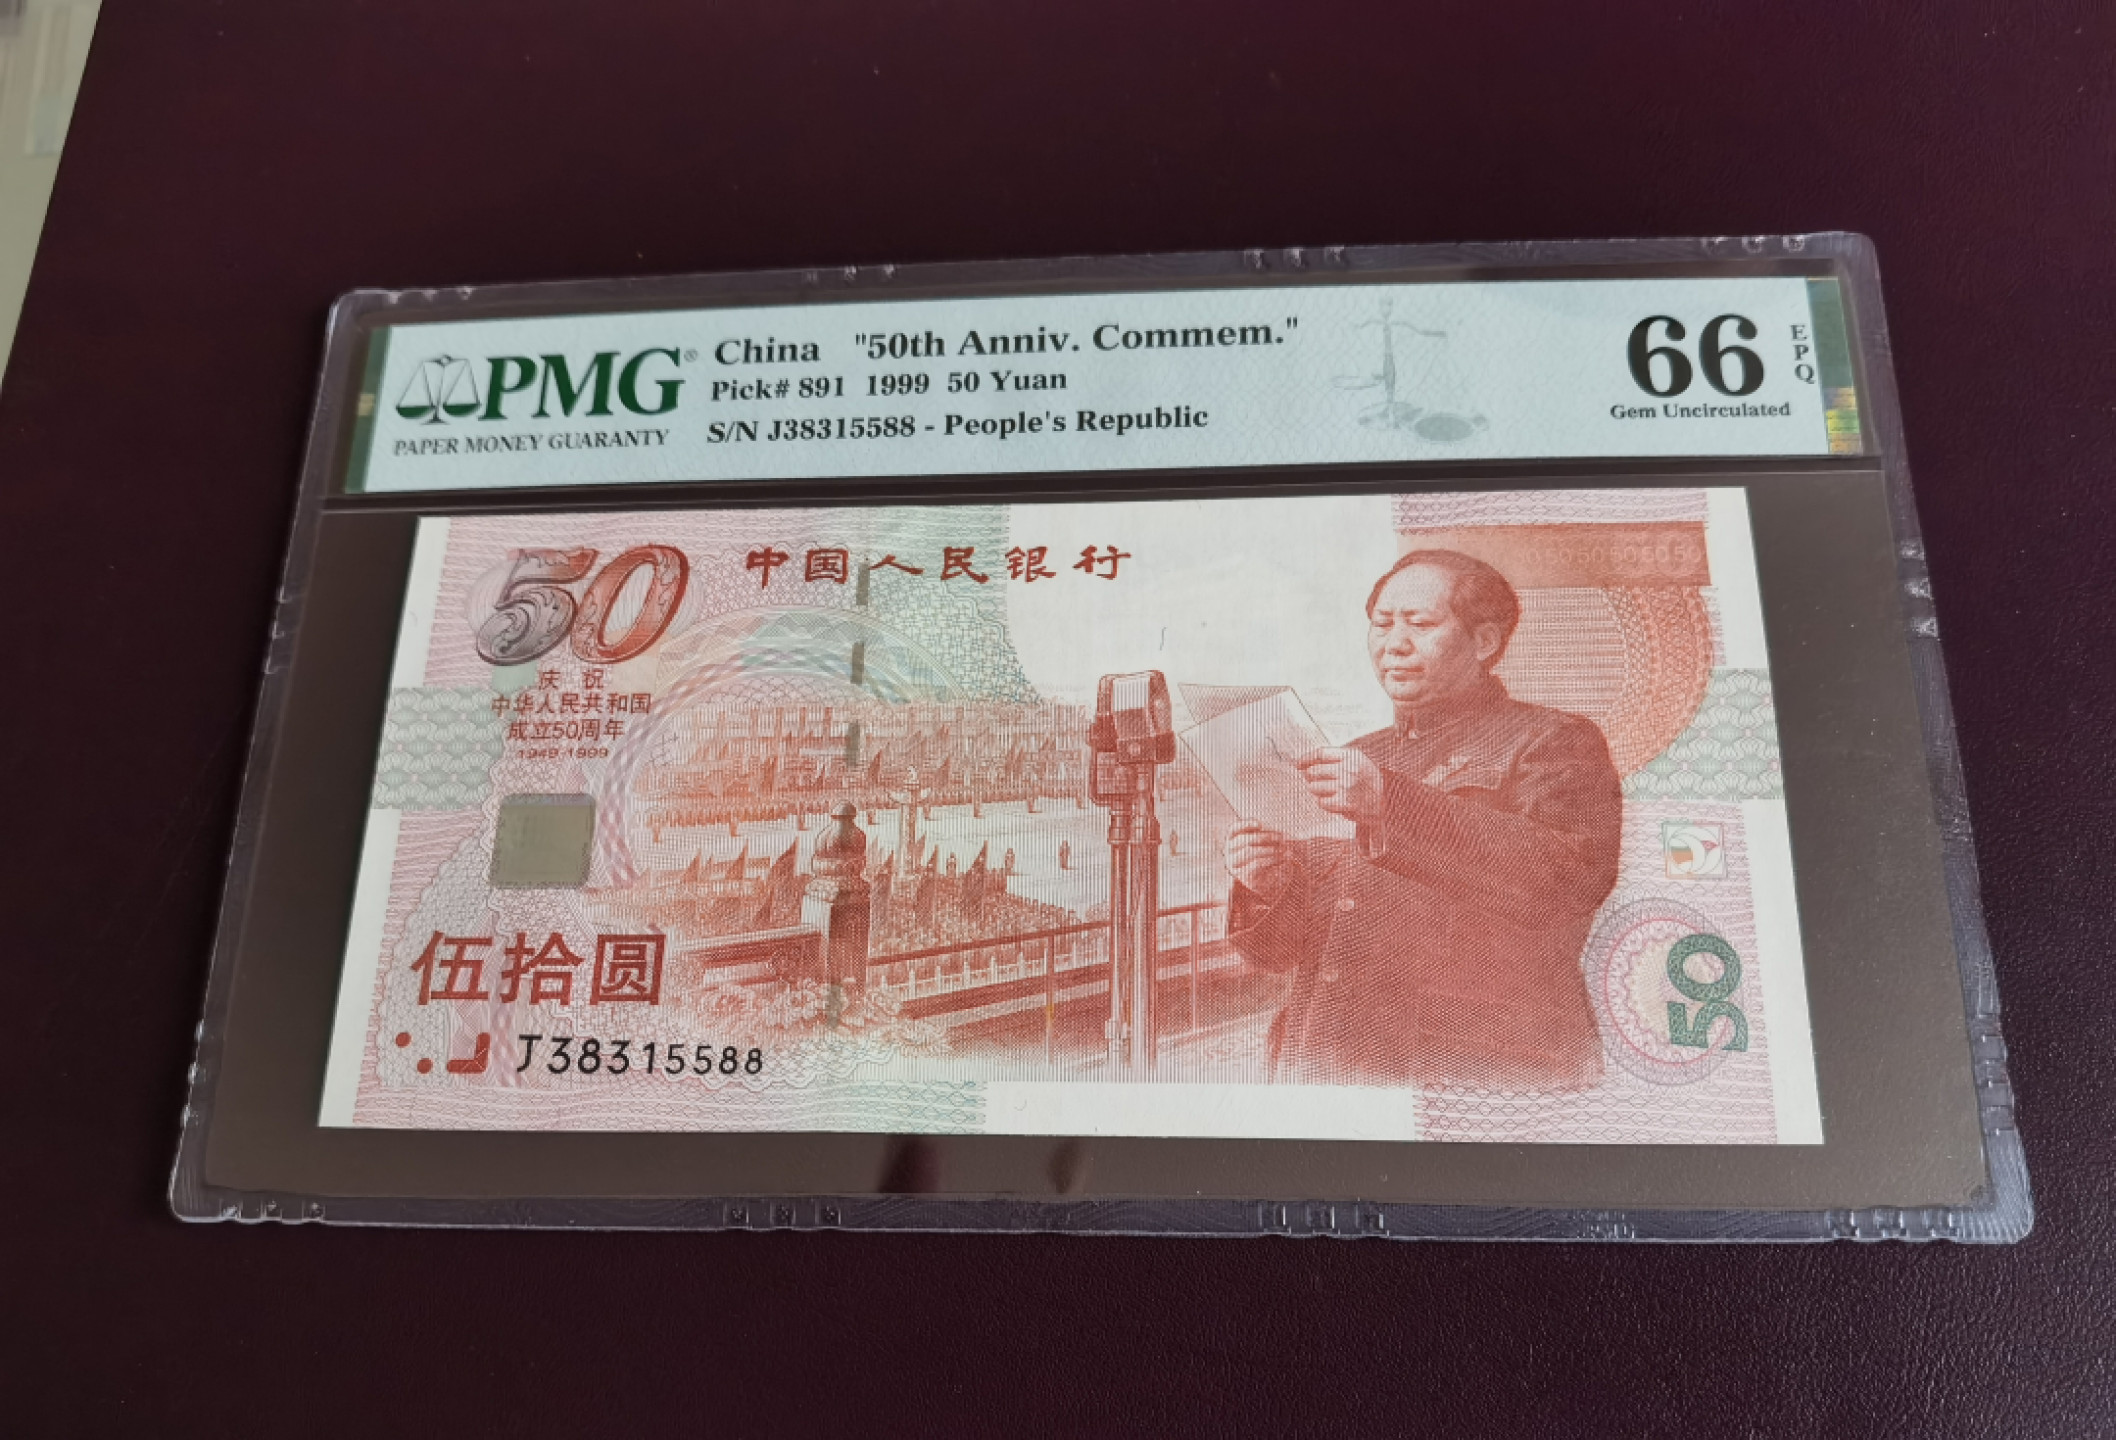 PMG®
PAPER MONEY GUARANTY
China "50th Anniv. Commem."
Pick# 891 1999 50 Yuan
S/N J38315588 - People's Republic
66
EPQ
Gem Uncirculated
50
中国人民银行
庆祝
中华人民共和国
成立50周年
1949-1999
5050505050
伍拾圆
J38315588
50